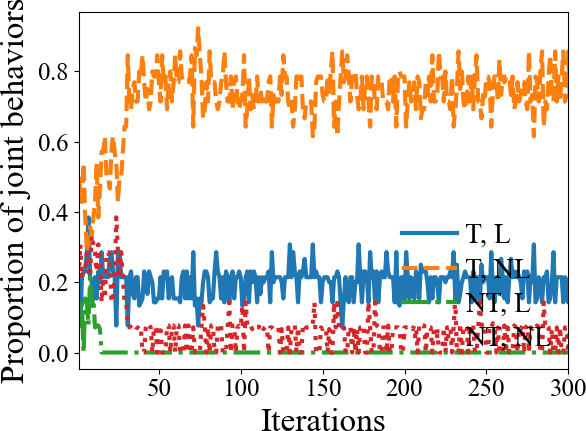 Proportion of joint behaviors
0.8
0.6
0.4
0.2
0.0
T, L
T, NL
NT, L
NT, NL
50
100
150
200
250
300
Iterations